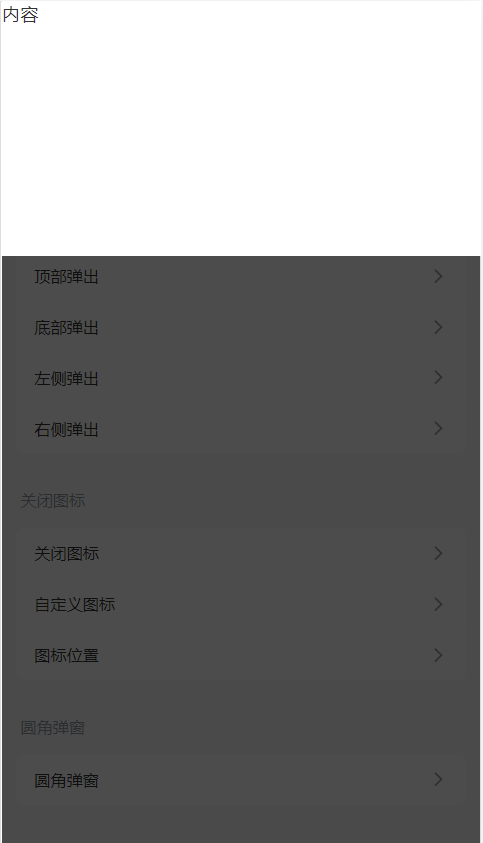 内容
顶部弹出
底部弹出
左侧弹出
右侧弹出
关闭图标
关闭图标
自定义图标
图标位置
圆角弹窗
圆角弹窗